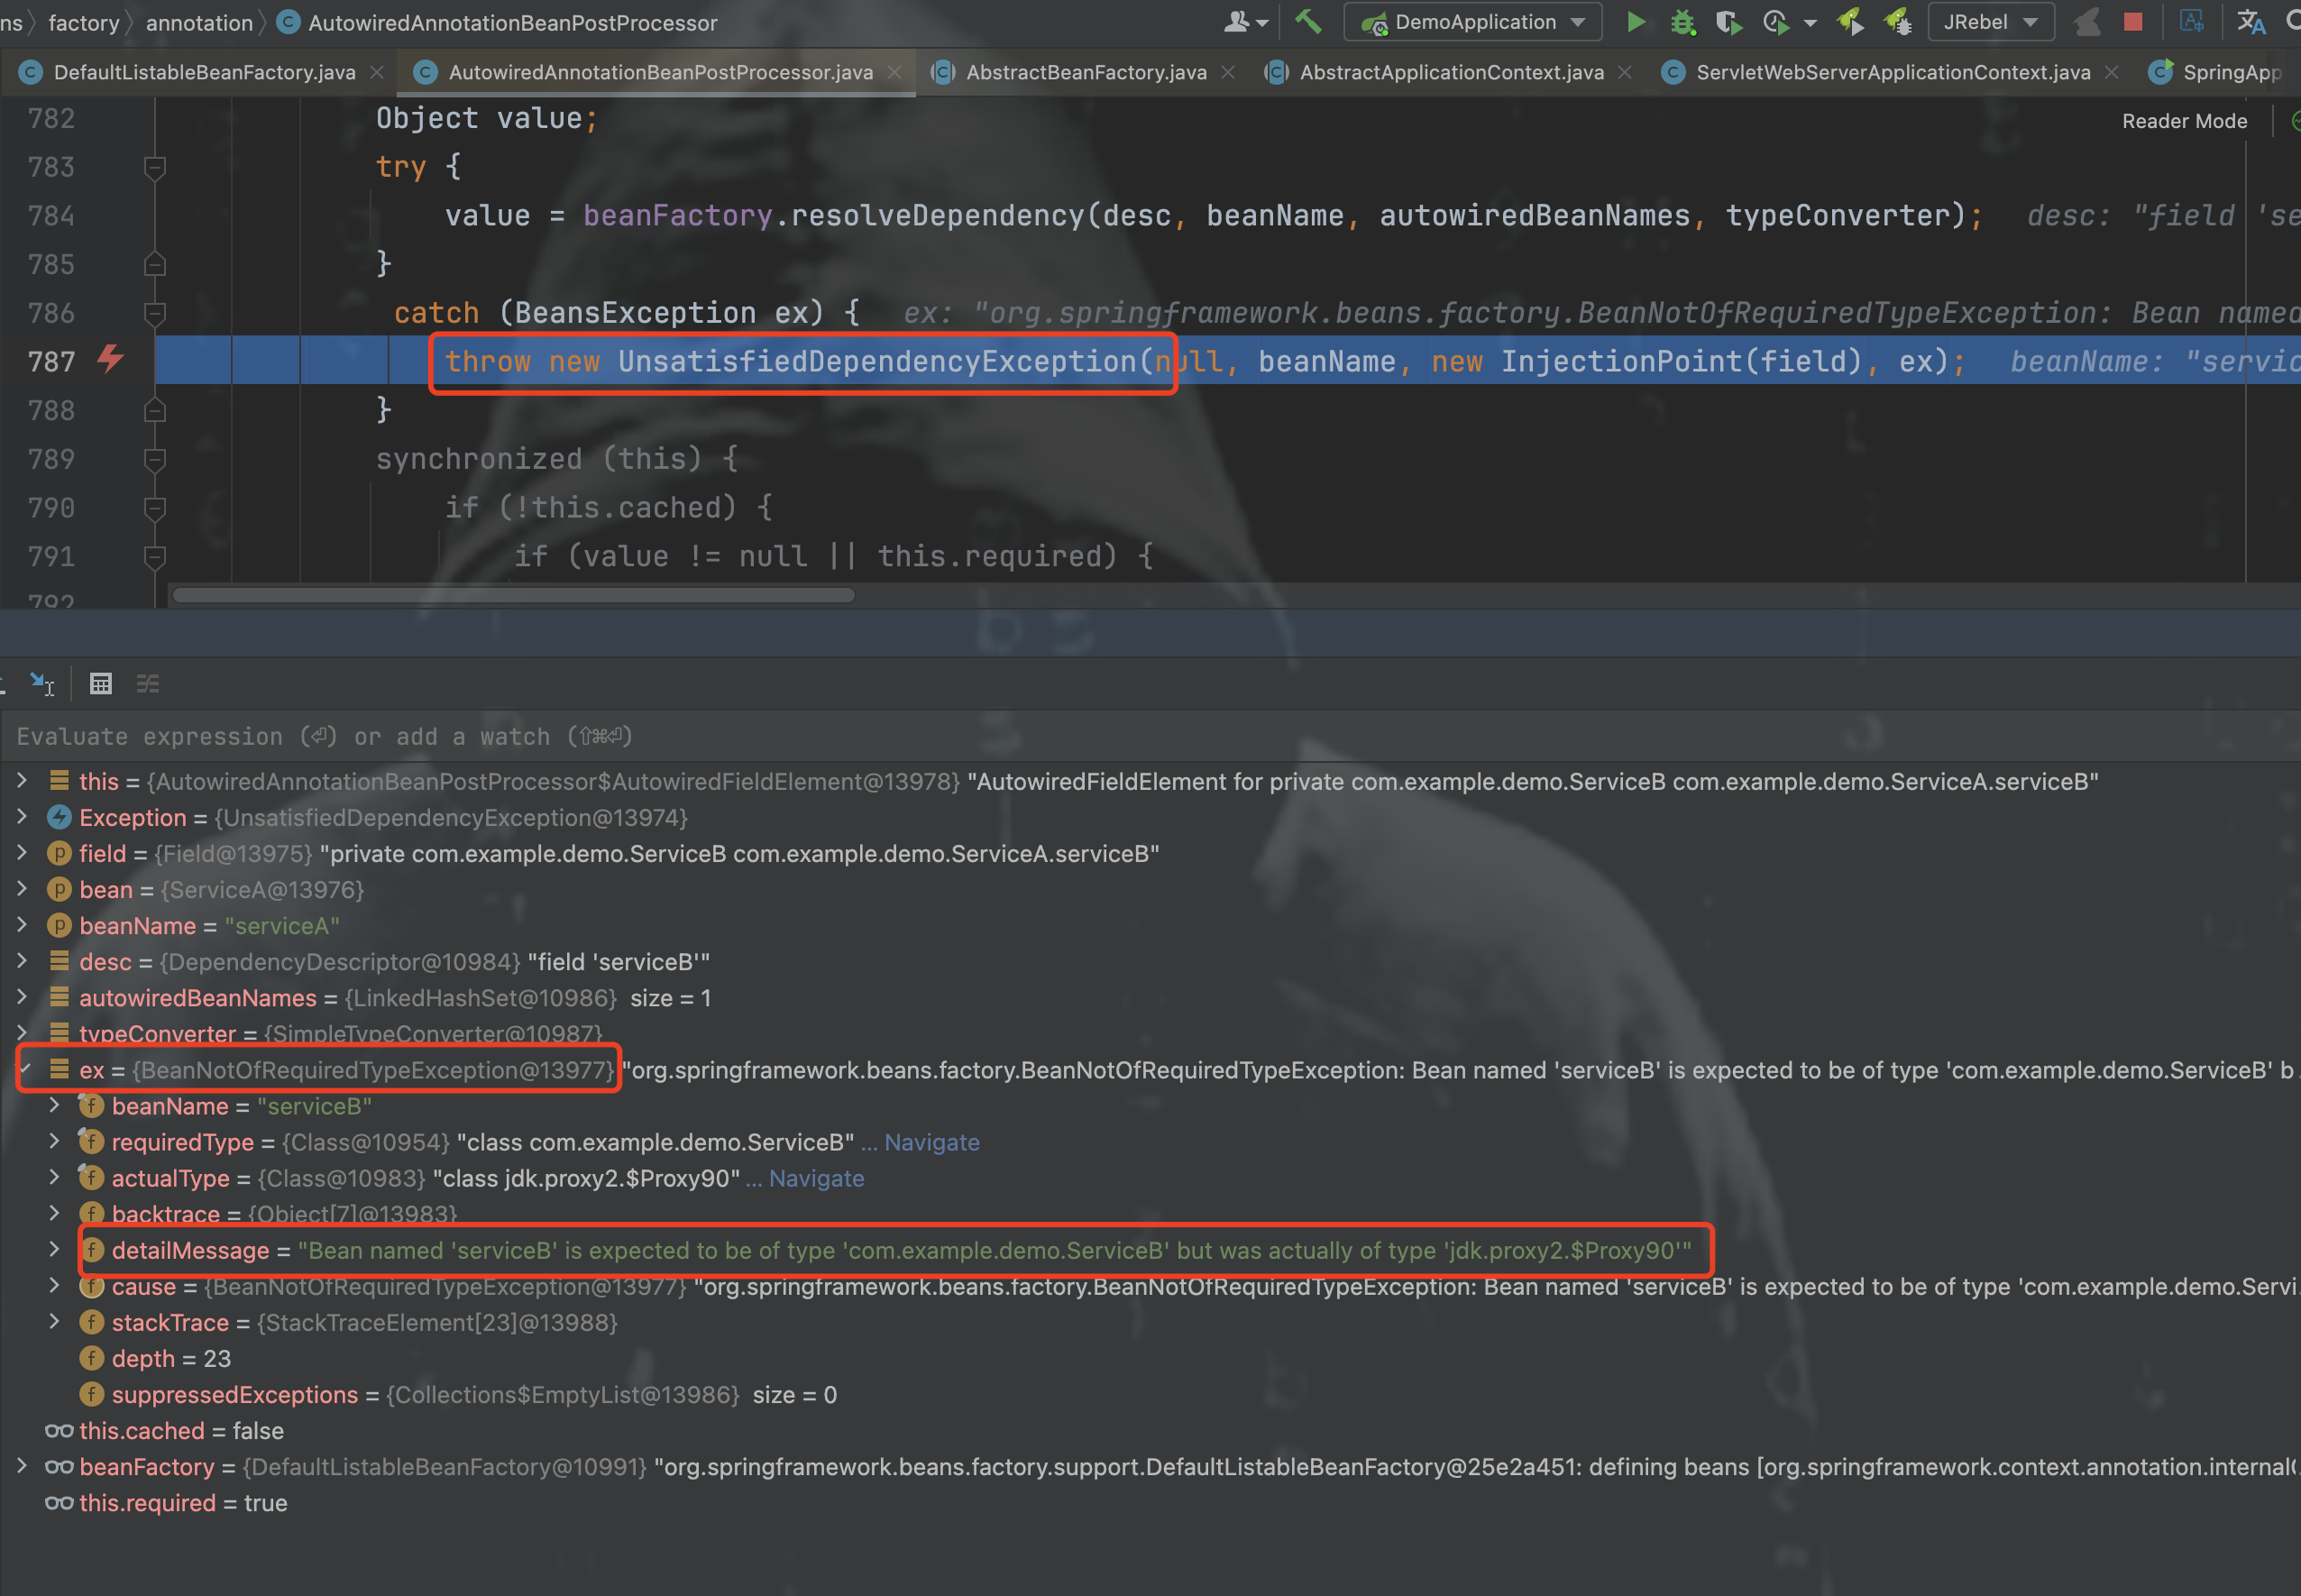 ns factory annotation AutowiredAnnotationBeanPostProcessor DemoApplication JRebel
DefaultListableBeanFactory.java AutowiredAnnotationBeanPostProcessor.java AbstractBeanFactory.java AbstractApplicationContext.java ServletWebServerApplicationContext.java SpringApp
Reader Mode
782 Object value;
783 try {
784 value = beanFactory.resolveDependency(desc, beanName, autowiredBeanNames, typeConverter); desc: "field 'se
785 }
786 catch (BeansException ex) { ex: "org.springframework.beans.factory.BeanNotOfRequiredTypeException: Bean named
787 throw new UnsatisfiedDependencyException(null, beanName, new InjectionPoint(field), ex); beanName: "servic
788 }
789 synchronized (this) {
790 if (!this.cached) {
791 if (value != null || this.required) {
792
Evaluate expression (⏎) or add a watch (⇧⌘⏎)
this = {AutowiredAnnotationBeanPostProcessor$AutowiredFieldElement@13978} "AutowiredFieldElement for private com.example.demo.ServiceB com.example.demo.ServiceA.serviceB"
Exception = {UnsatisfiedDependencyException@13974}
p field = {Field@13975} "private com.example.demo.ServiceB com.example.demo.ServiceA.serviceB"
p bean = {ServiceA@13976}
p beanName = "serviceA"
desc = {DependencyDescriptor@10984} "field 'serviceB'"
autowiredBeanNames = {LinkedHashSet@10986} size = 1
typeConverter = {SimpleTypeConverter@10987}
ex = {BeanNotOfRequiredTypeException@13977} "org.springframework.beans.factory.BeanNotOfRequiredTypeException: Bean named 'serviceB' is expected to be of type 'com.example.demo.ServiceB' b...
f beanName = "serviceB"
f requiredType = {Class@10954} "class com.example.demo.ServiceB" ... Navigate
f actualType = {Class@10983} "class jdk.proxy2.$Proxy90" ... Navigate
f backtrace = {Object[7]@13983}
f detailMessage = "Bean named 'serviceB' is expected to be of type 'com.example.demo.ServiceB' but was actually of type 'jdk.proxy2.$Proxy90'"
f cause = {BeanNotOfRequiredTypeException@13977} "org.springframework.beans.factory.BeanNotOfRequiredTypeException: Bean named 'serviceB' is expected to be of type 'com.example.demo.Servi...
f stackTrace = {StackTraceElement[23]@13988}
f depth = 23
f suppressedExceptions = {Collections$EmptyList@13986} size = 0
this.cached = false
beanFactory = {DefaultListableBeanFactory@10991} "org.springframework.beans.factory.support.DefaultListableBeanFactory@25e2a451: defining beans [org.springframework.context.annotation.internalC...
this.required = true